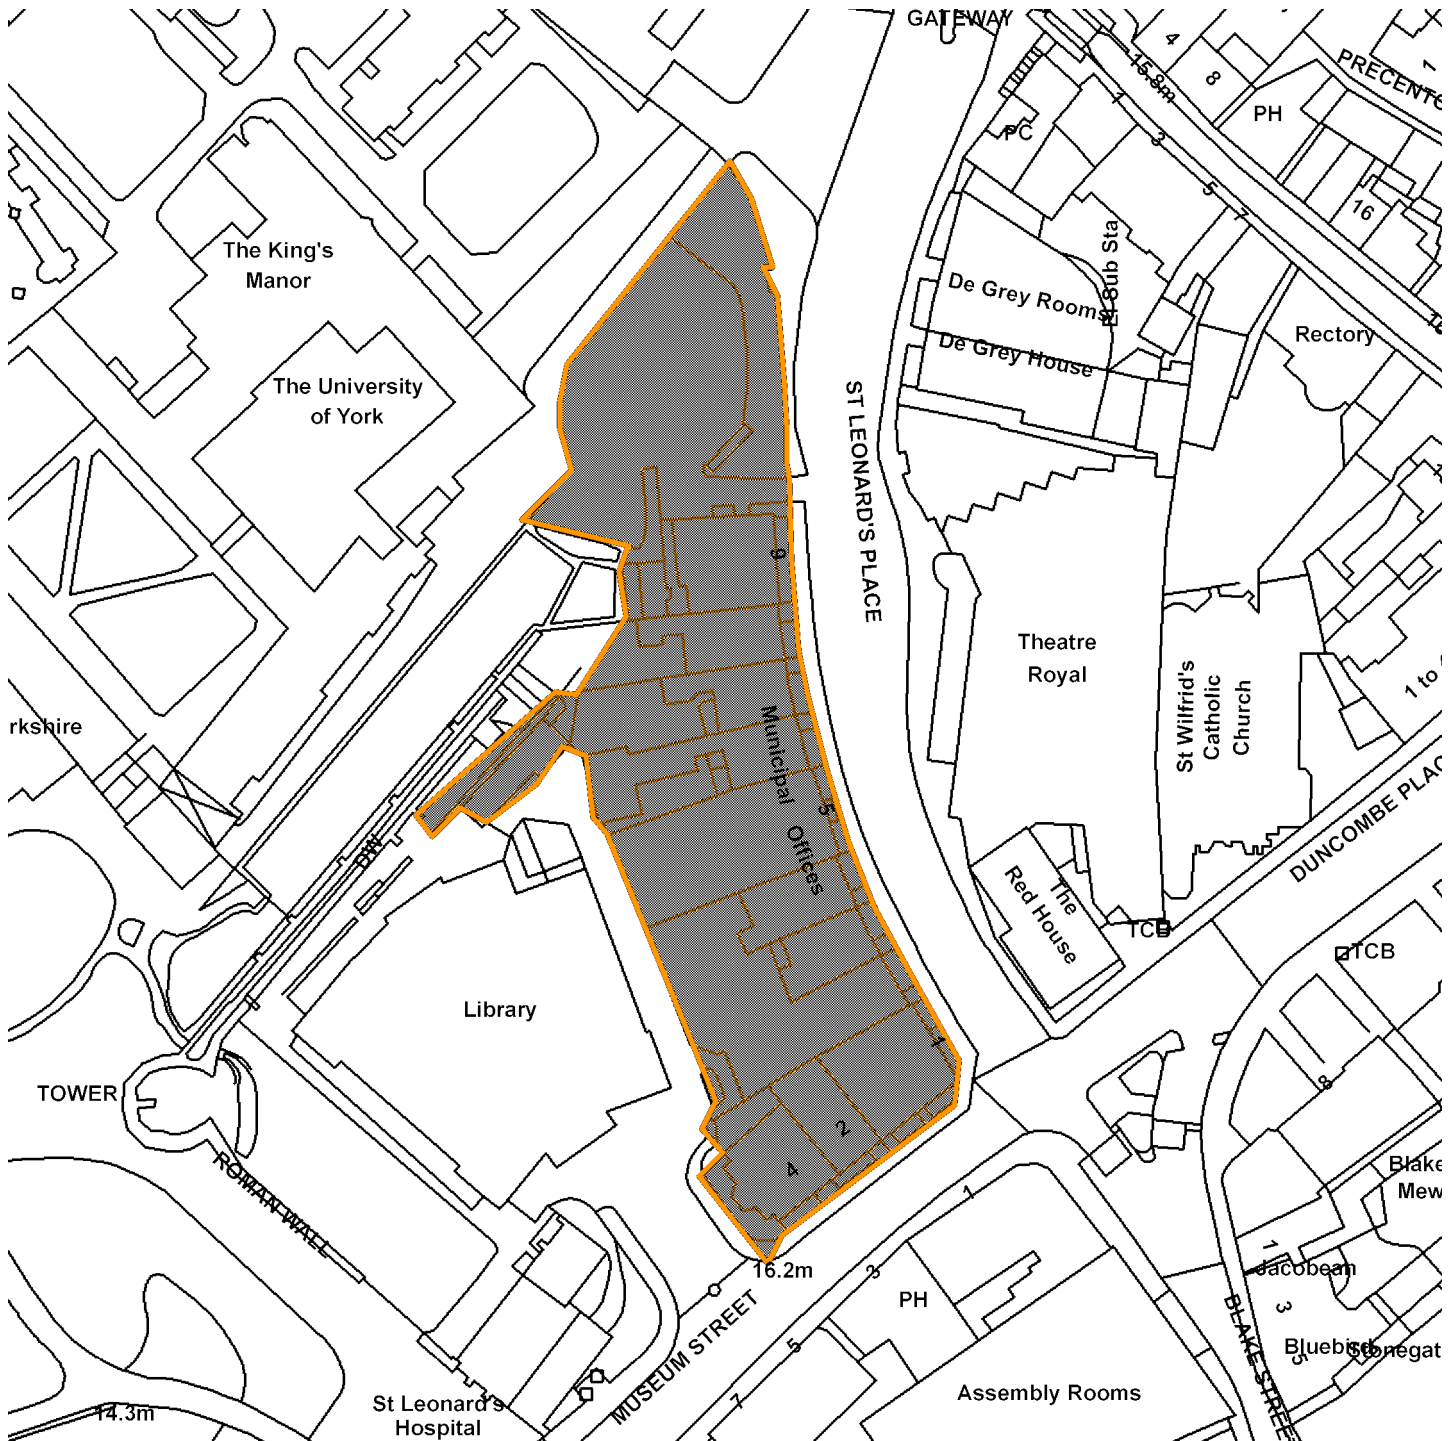 GATEWAY
4
8
1
PRECENTO
15.8m
PH
PC
1
3
5
7
16
The King's
Manor
El Sub Sta
De Grey Rooms
De Grey House
Rectory
The University
of York
ST LEONARD'S PLACE
9
Theatre
Royal
St Wilfrid's
Catholic
Church
1 to
rkshire
Municipal Offices
5
DUNCOMBE PLAC
BW
The
Red House
TCB
TCB
Library
1
8
TOWER
2
4
ROMAN WALL
1
Blake
Mew
16.2m
3
PH
1
Jacobean
3
Bluebird
Stonegat
5
BLAKE STREET
MUSEUM STREET
5
7
Assembly Rooms
St Leonard's
Hospital
14.3m